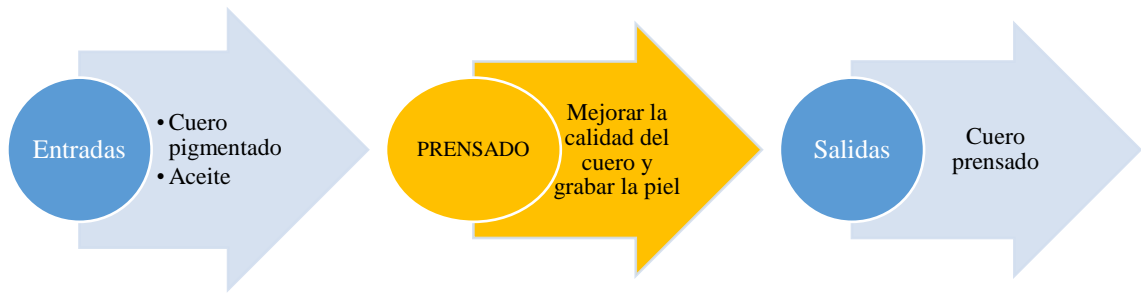 Entradas
• Cuero
pigmentado
• Aceite
PRENSADO
Mejorar la
calidad del
cuero y
grabar la piel
Salidas
Cuero
prensado